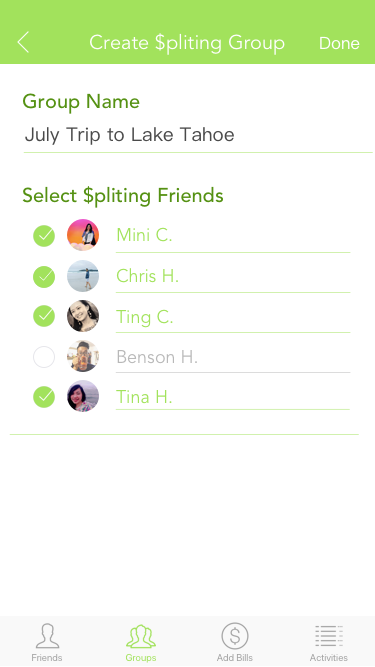 Create $pliting Group
Done
Group Name
July Trip to Lake Tahoe
Select $pliting Friends
Mini C.
Chris H.
Ting C.
Benson H.
Tina H.
Friends
Groups
Add Bills
Activities